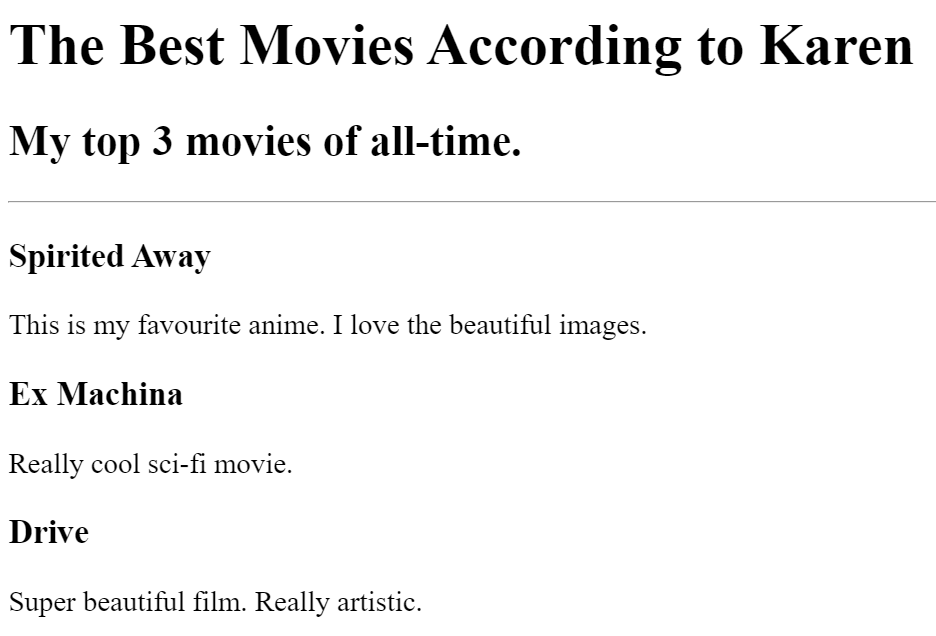 The Best Movies According to Karen
My top 3 movies of all-time.
Spirited Away
This is my favourite anime. I love the beautiful images.
Ex Machina
Really cool sci-fi movie.
Drive
Super beautiful film. Really artistic.